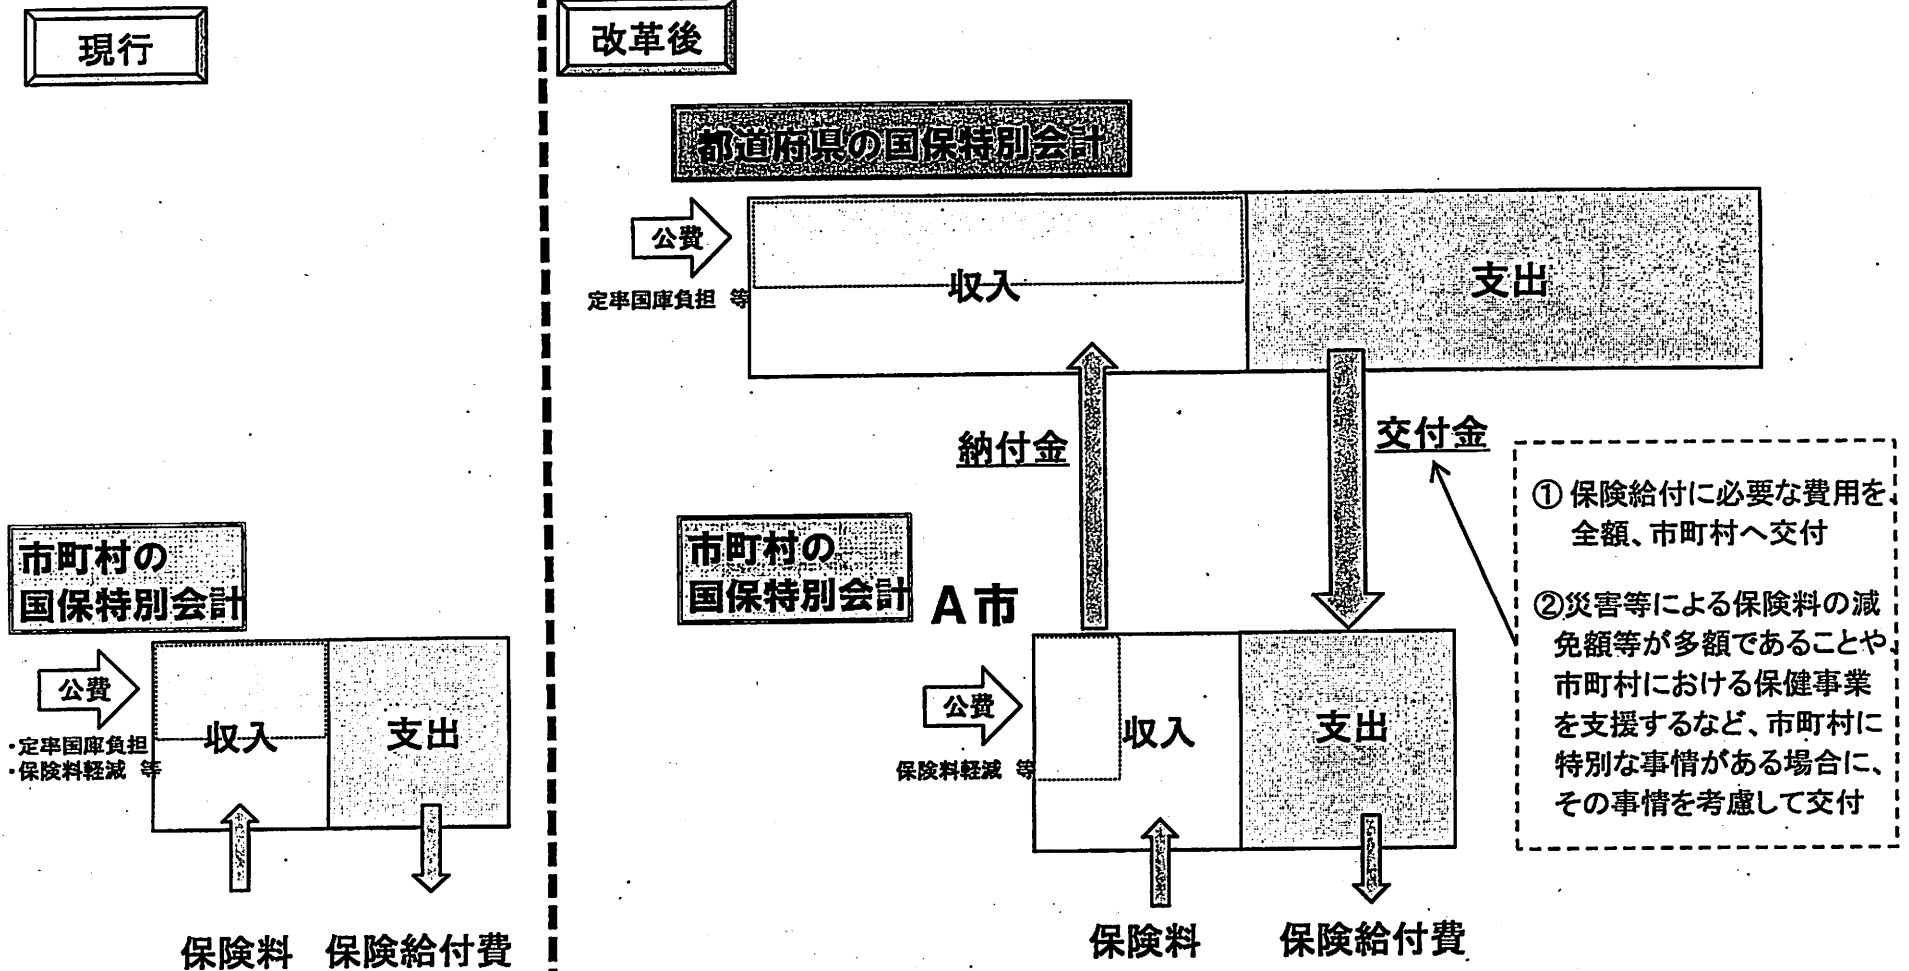 現行
市町村の
国保特別会計
公費
・定率国庫負担
・保険料軽減 等
収入
支出
保険料
保険給付費
改革後
都道府県の国保特別会計
公費
定率国庫負担 等
収入
支出
納付金
交付金
① 保険給付に必要な費用を、
全額、市町村へ交付
②災害等による保険料の減
免額等が多額であることや、
市町村における保健事業
を支援するなど、市町村に
特別な事情がある場合に、
その事情を考慮して交付
市町村の
国保特別会計
A市
公費
保険料軽減 等
収入
支出
保険料
保険給付費